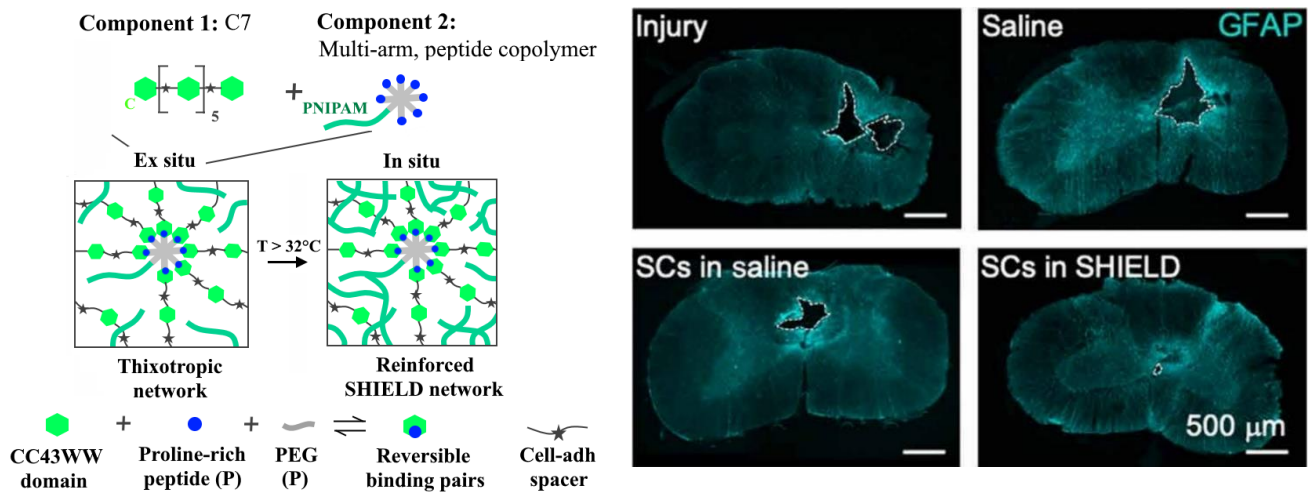 Component 1: C7
Component 2:
Multi-arm, peptide copolymer
C
5
+
PNIPAM
Ex situ
In situ
T > 32°C
Thixotropic
network
Reinforced
SHIELD network
+
+
CC43WW
domain
Proline-rich
peptide (P)
PEG
(P)
Reversible
binding pairs
Cell-adh
spacer
Injury
Saline
GFAP
SCs in saline
SCs in SHIELD
500 μm